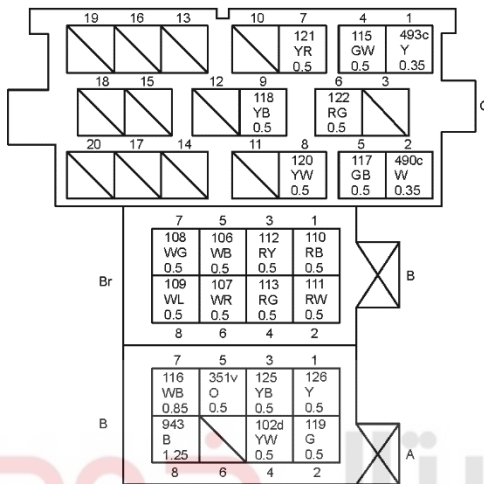 19 16 13 10 7 4 1
121 115 493c
YR GW Y
0.5 0.5 0.35
18 15 12 9 6 3
118 122
YB RG
0.5 0.5
20 17 14 11 8 5 2
120 117 490c
YW GB W
0.5 0.5 0.35
7 5 3 1
108 106 112 110
WG WB RY RB
0.5 0.5 0.5 0.5
Br
B
109 107 113 111
WL WR RG RW
0.5 0.5 0.5 0.5
8 6 4 2
7 5 3 1
116 351v 125 126
WB O YB Y
0.85 0.5 0.5 0.5
B
943 102d 119
B YW G
1.25 0.5 0.5
A
8 6 4 2